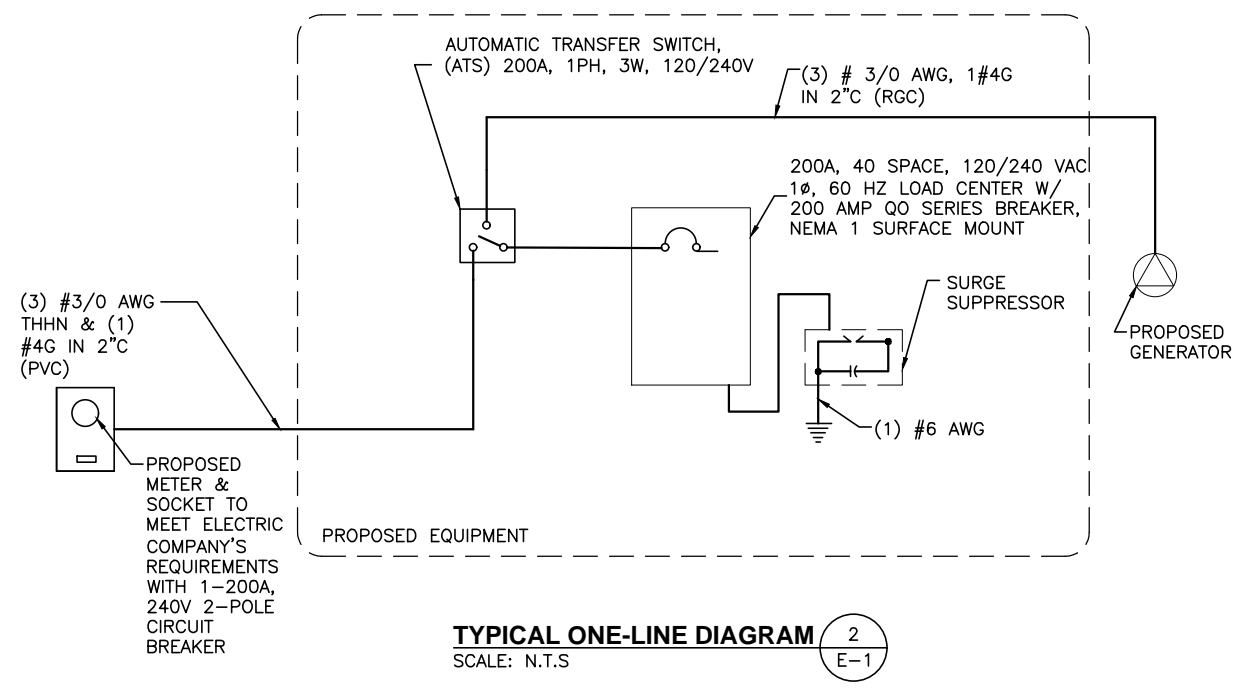 AUTOMATIC TRANSFER SWITCH,
(ATS) 200A, 1PH, 3W, 120/240V
(3) # 3/0 AWG, 1#4G
IN 2"C (RGC)
200A, 40 SPACE, 120/240 VAC
1ø, 60 HZ LOAD CENTER W/
200 AMP QO SERIES BREAKER,
NEMA 1 SURFACE MOUNT
SURGE
SUPPRESSOR
(3) #3/0 AWG
THHN & (1)
#4G IN 2"C
(PVC)
PROPOSED
GENERATOR
(1) #6 AWG
PROPOSED
METER &
SOCKET TO
MEET ELECTRIC
COMPANY'S
REQUIREMENTS
WITH 1-200A,
240V 2-POLE
CIRCUIT
BREAKER
PROPOSED EQUIPMENT
TYPICAL ONE-LINE DIAGRAM
SCALE: N.T.S
2
E-1